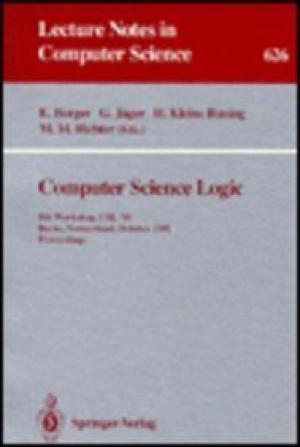 Lecture Notes in
Computer Science
626
E. Börger G. Jäger H. Kleine Büning
M. M. Richter (Eds.)
Computer Science Logic
5th Workshop, CSL '91
Berne, Switzerland, October 1991
Proceedings
Springer-Verlag